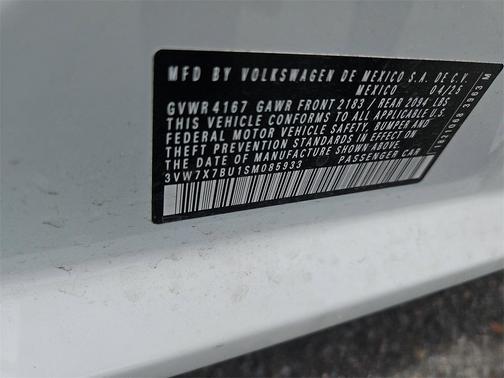 MFD BY VOLKSWAGEN DE MEXICO S.A. DE C.V.
MEXICO 04/25
GVWR 4167 GAWR FRONT 2183 / REAR 2094 LBS
THIS VEHICLE CONFORMS TO ALL APPLICABLE U.S.
FEDERAL MOTOR VEHICLE SAFETY, BUMPER AND
THEFT PREVENTION STANDARDS IN EFFECT ON
THE DATE OF MANUFACTURE SHOWN ABOVE.
3VW7X7BU1SM085933 PASSENGER CAR